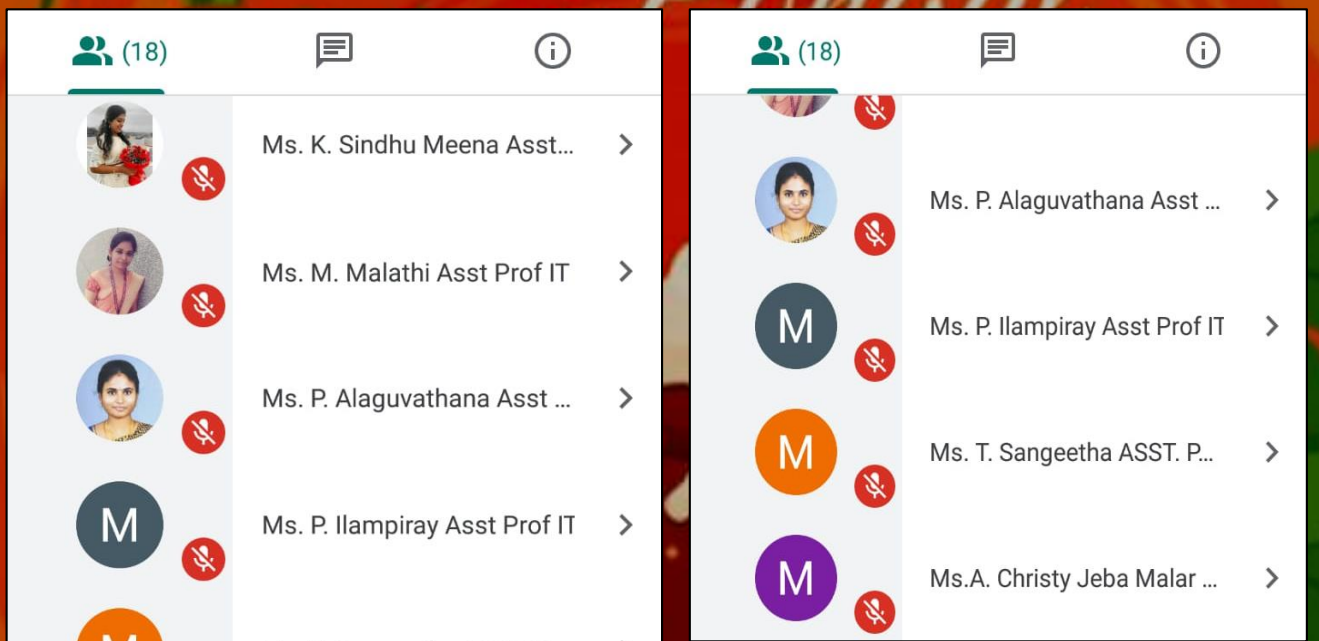 (18)
Ms. K. Sindhu Meena Asst...
Ms. M. Malathi Asst Prof IT
Ms. P. Alaguvathana Asst ...
M
Ms. P. Ilampiray Asst Prof IT
(18)
Ms. P. Alaguvathana Asst ...
M
Ms. P. Ilampiray Asst Prof IT
M
Ms. T. Sangeetha ASST. P...
M
Ms.A. Christy Jeba Malar ...